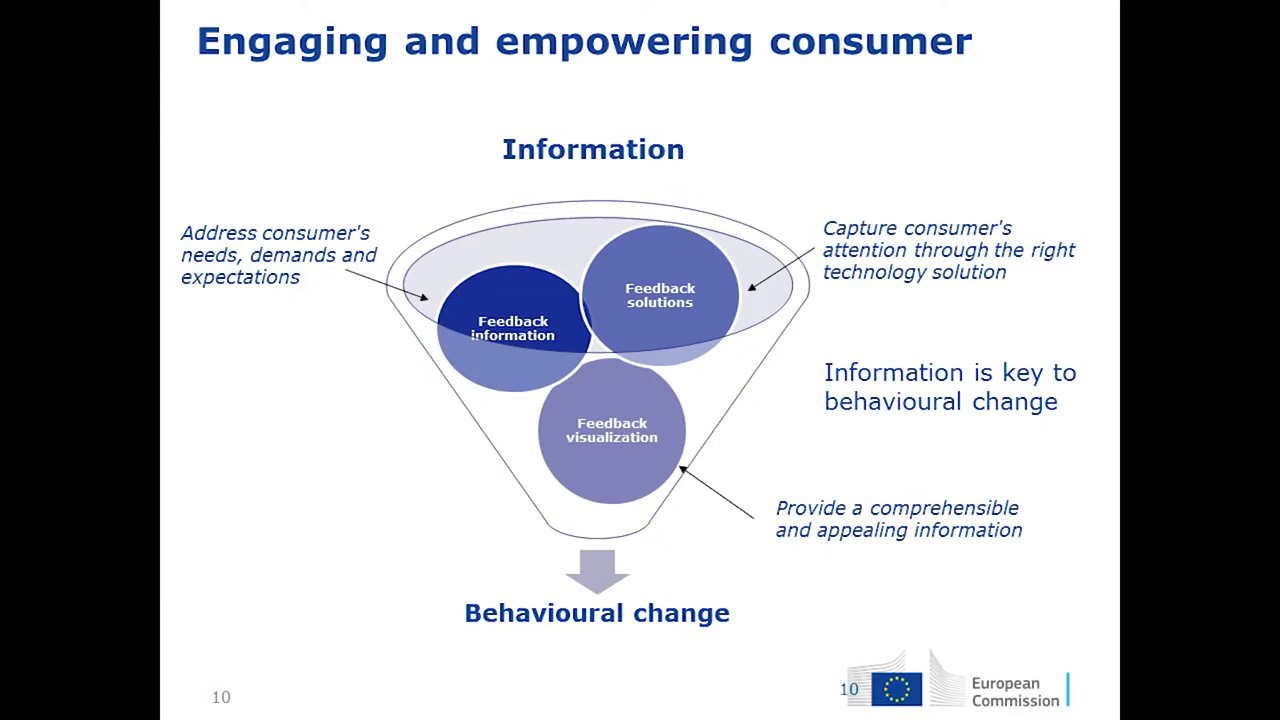 Engaging and empowering consumer
Information
Address consumer's
needs, demands and
expectations
Capture consumer's
attention through the right
technology solution
Feedback
solutions
Feedback
information
Information is key to
behavioural change
Feedback
visualization
Provide a comprehensible
and appealing information
Behavioural change
10
10
European
Commission